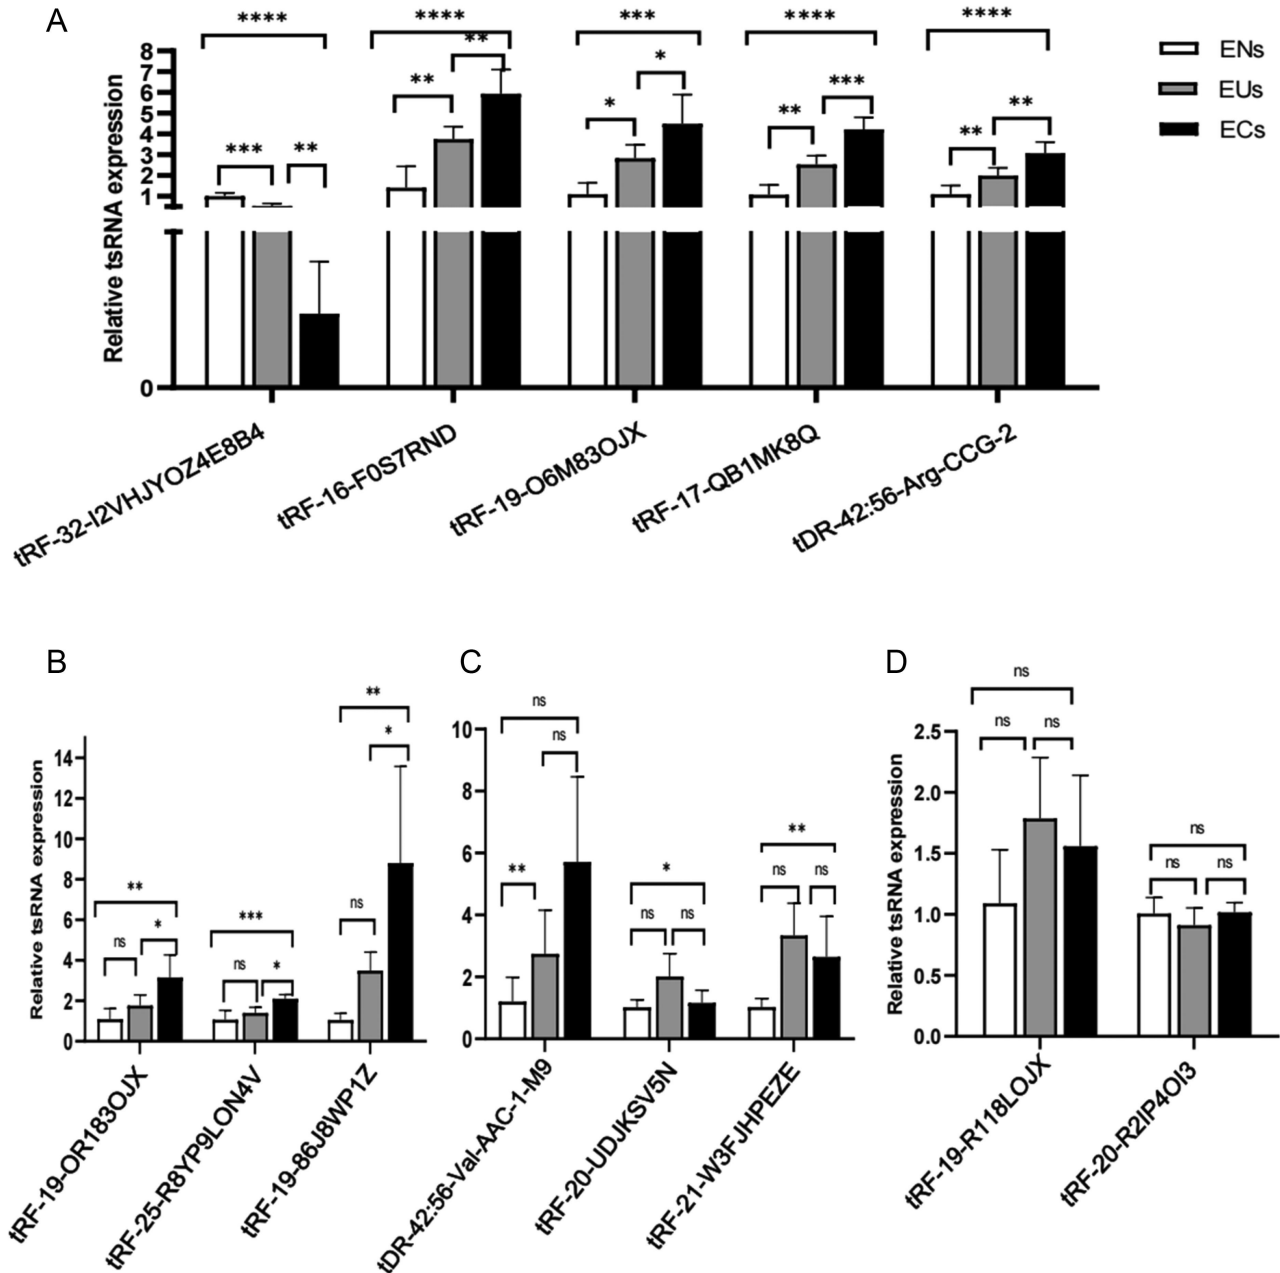 A
**** **** *** **** ****
** * *** **
** * ** **
*** **
ENs
EUs
ECs
Relative tsRNA expression
8
7
6
5
4
3
2
1
0
tRF-32-I2VHJYOZ4E8B4
tRF-16-F0S7RND
tRF-19-O6M83OJX
tRF-17-QB1MK8Q
tDR-42:56-Arg-CCG-2
B
Relative tsRNA expression
14
12
10
8
6
4
2
0
** *** **
ns * ns * ns *
tRF-19-OR183OJX
tRF-25-R8YP9LON4V
tRF-19-86J8WP1Z
C
10
8
6
4
2
0
ns * **
** ns ns ns ns ns
tDR-42:56-Val-AAC-1-M9
tRF-20-UDJKSV5N
tRF-21-W3FJHPEZE
D
Relative tsRNA expression
2.5
2.0
1.5
1.0
0.5
0.0
ns ns
ns ns ns ns
tRF-19-R118LOJX
tRF-20-R2IP4OI3